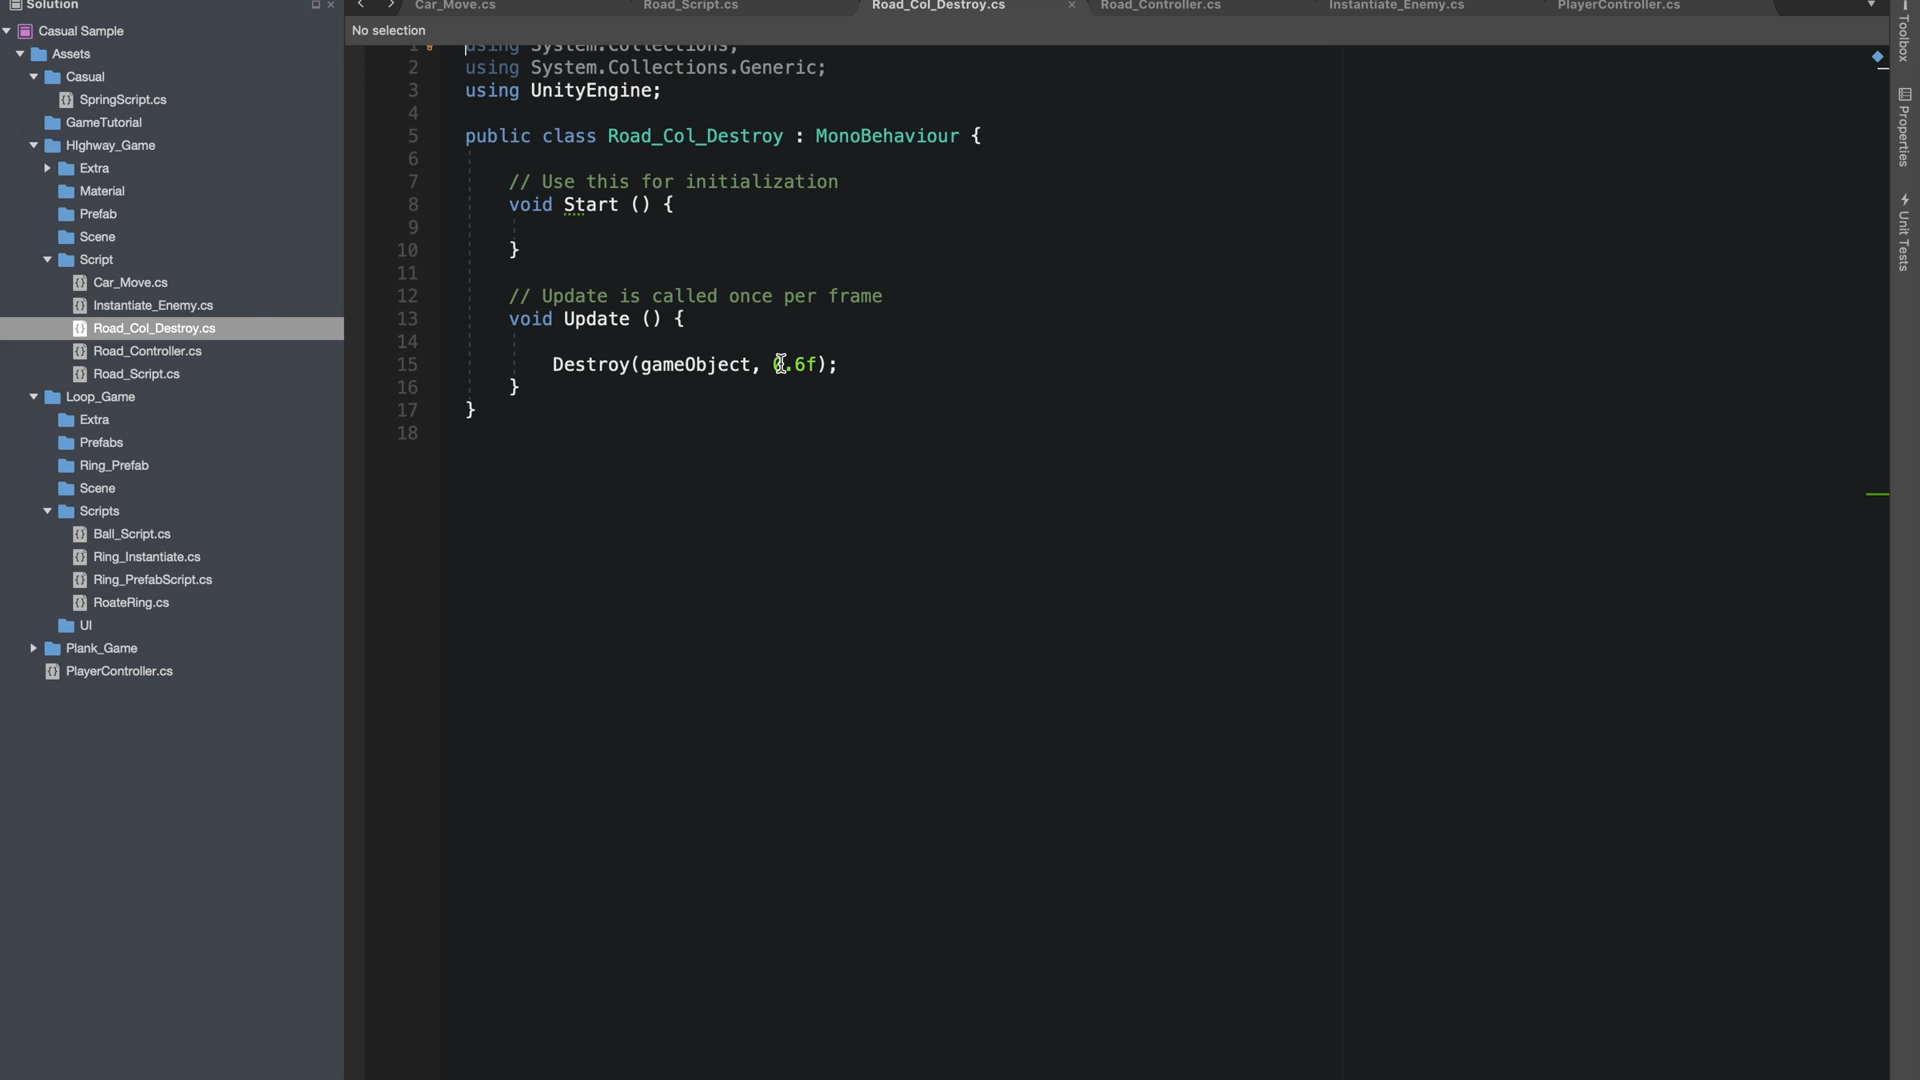 Solution
Car_Move.cs
Road_Script.cs
Road_Col_Destroy.cs
Road_Controller.cs
Instantiate_Enemy.cs
PlayerController.cs
No selection
Casual Sample
Assets
Casual
SpringScript.cs
GameTutorial
HIghway_Game
Extra
Material
Prefab
Scene
Script
Car_Move.cs
Instantiate_Enemy.cs
Road_Col_Destroy.cs
Road_Controller.cs
Road_Script.cs
Loop_Game
Extra
Prefabs
Ring_Prefab
Scene
Scripts
Ball_Script.cs
Ring_Instantiate.cs
Ring_PrefabScript.cs
RoateRing.cs
UI
Plank_Game
PlayerController.cs
1 using System.Collections;
2 using System.Collections.Generic;
3 using UnityEngine;
4
5 public class Road_Col_Destroy : MonoBehaviour {
6
7 // Use this for initialization
8 void Start () {
9
10 }
11
12 // Update is called once per frame
13 void Update () {
14
15 Destroy(gameObject, 0.6f);
16 }
17 }
18
Toolbox
Properties
Unit Tests